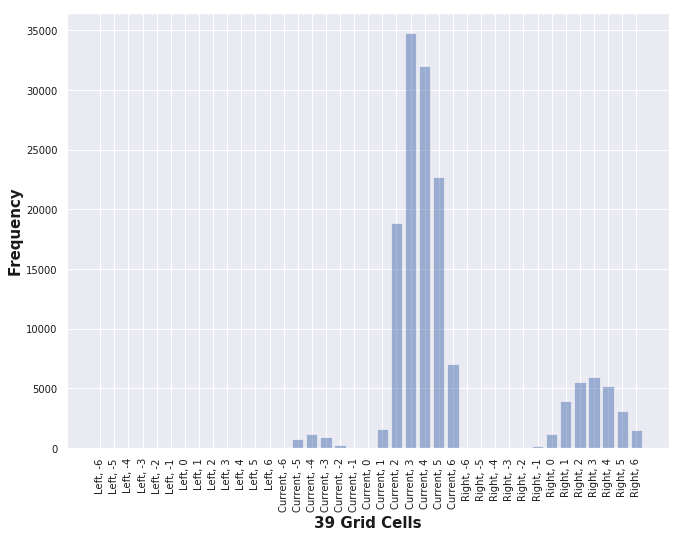 35000
30000
25000
20000
15000
10000
5000
0
Frequency
Left, -6
Left, -5
Left, -4
Left, -3
Left, -2
Left, -1
Left, 0
Left, 1
Left, 2
Left, 3
Left, 4
Left, 5
Left, 6
Current, -6
Current, -5
Current, -4
Current, -3
Current, -2
Current, -1
Current, 0
Current, 1
Current, 2
Current, 3
Current, 4
Current, 5
Current, 6
Right, -6
Right, -5
Right, -4
Right, -3
Right, -2
Right, -1
Right, 0
Right, 1
Right, 2
Right, 3
Right, 4
Right, 5
Right, 6
39 Grid Cells